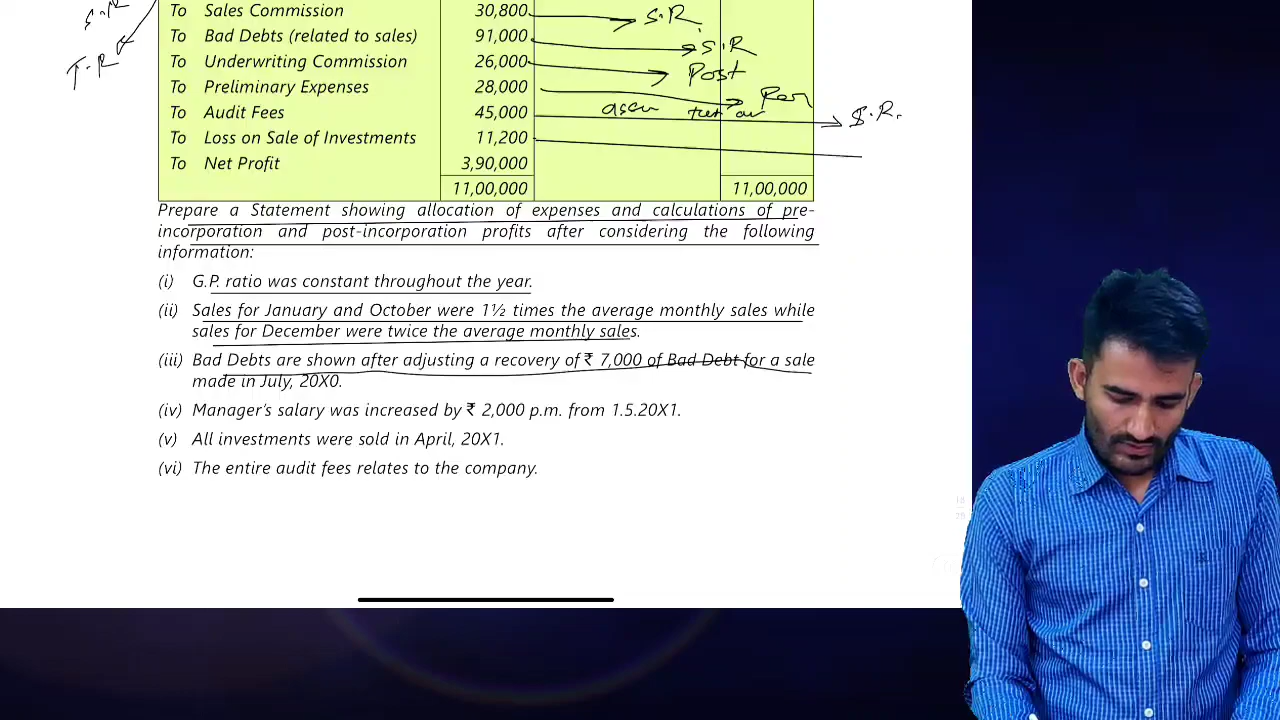 To Sales Commission 30,800 S.R.
S.R
To Bad Debts (related to sales) 91,000 S.R
T.R
To Underwriting Commission 26,000 Post
To Preliminary Expenses 28,000
To Audit Fees 45,000 S.R.
To Loss on Sale of Investments 11,200
To Net Profit 3,90,000
11,00,000 11,00,000
Prepare a Statement showing allocation of expenses and calculations of pre-
incorporation and post-incorporation profits after considering the following
information:
(i) G.P. ratio was constant throughout the year.
(ii) Sales for January and October were 1½ times the average monthly sales while
sales for December were twice the average monthly sales.
(iii) Bad Debts are shown after adjusting a recovery of ₹ 7,000 of Bad Debt for a sale
made in July, 20X0.
(iv) Manager's salary was increased by ₹ 2,000 p.m. from 1.5.20X1.
(v) All investments were sold in April, 20X1.
(vi) The entire audit fees relates to the company.